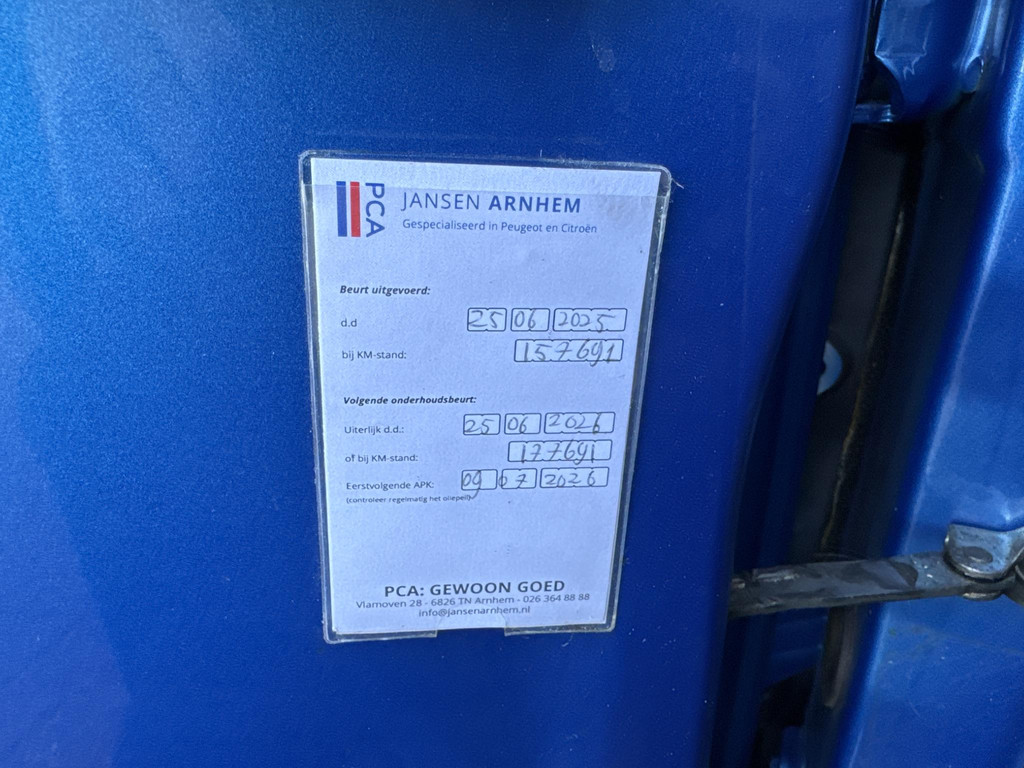 PCA
JANSEN ARNHEM
Gespecialiseerd in Peugeot en Citroën
Beurt uitgevoerd:
d.d 25 06 2025
bij KM-stand: 157691
Volgende onderhoudsbeurt:
Uiterlijk d.d.: 25 06 2026
of bij KM-stand: 177691
Eerstvolgende APK: 09 07 2026
(controleer regelmatig het oliepeil)
PCA: GEWOON GOED
Vlamoven 28 - 6826 TN Arnhem - 026 364 88 88
info@jansenarnhem.nl